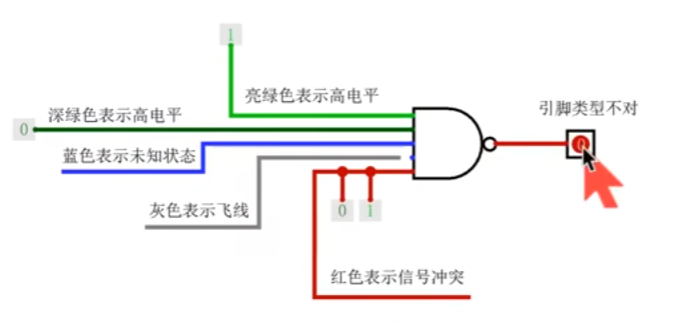 1
亮绿色表示高电平
引脚类型不对
深绿色表示高电平
0
蓝色表示未知状态
灰色表示飞线
0 1
红色表示信号冲突